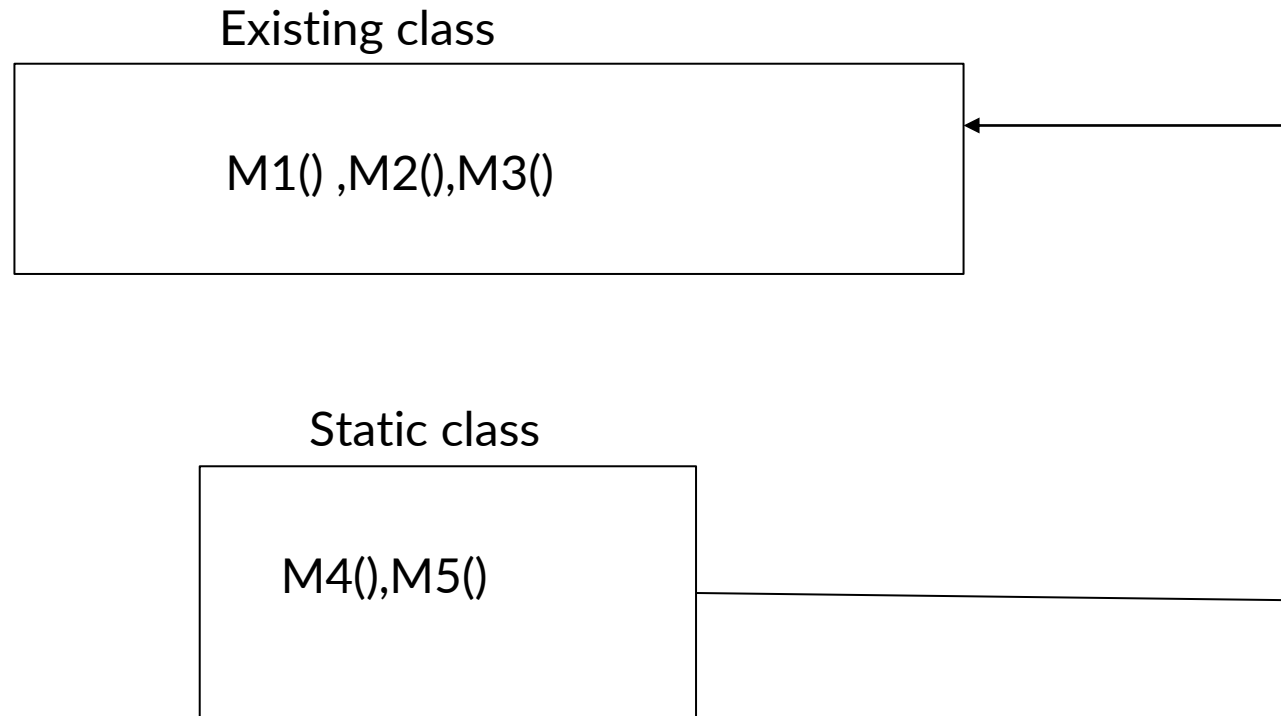 Existing class
M1() ,M2(),M3()
Static class
M4(),M5()